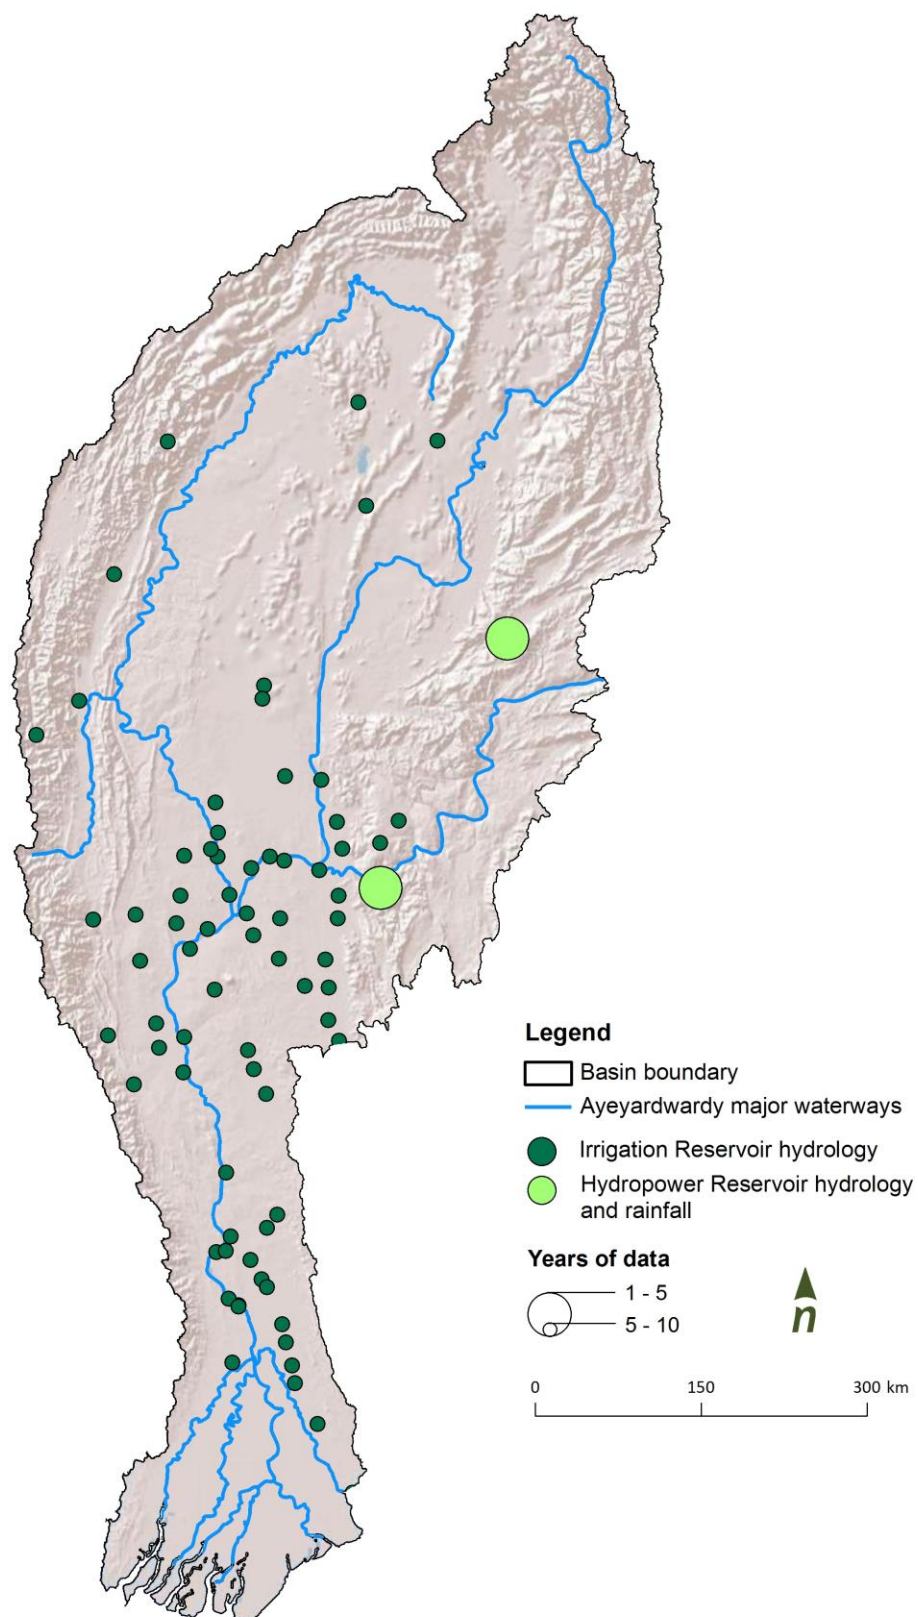 Legend
Basin boundary
Ayeyardwardy major waterways
Irrigation Reservoir hydrology
Hydropower Reservoir hydrology
and rainfall
Years of data
1 - 5
5 - 10
n
0 150 300 km